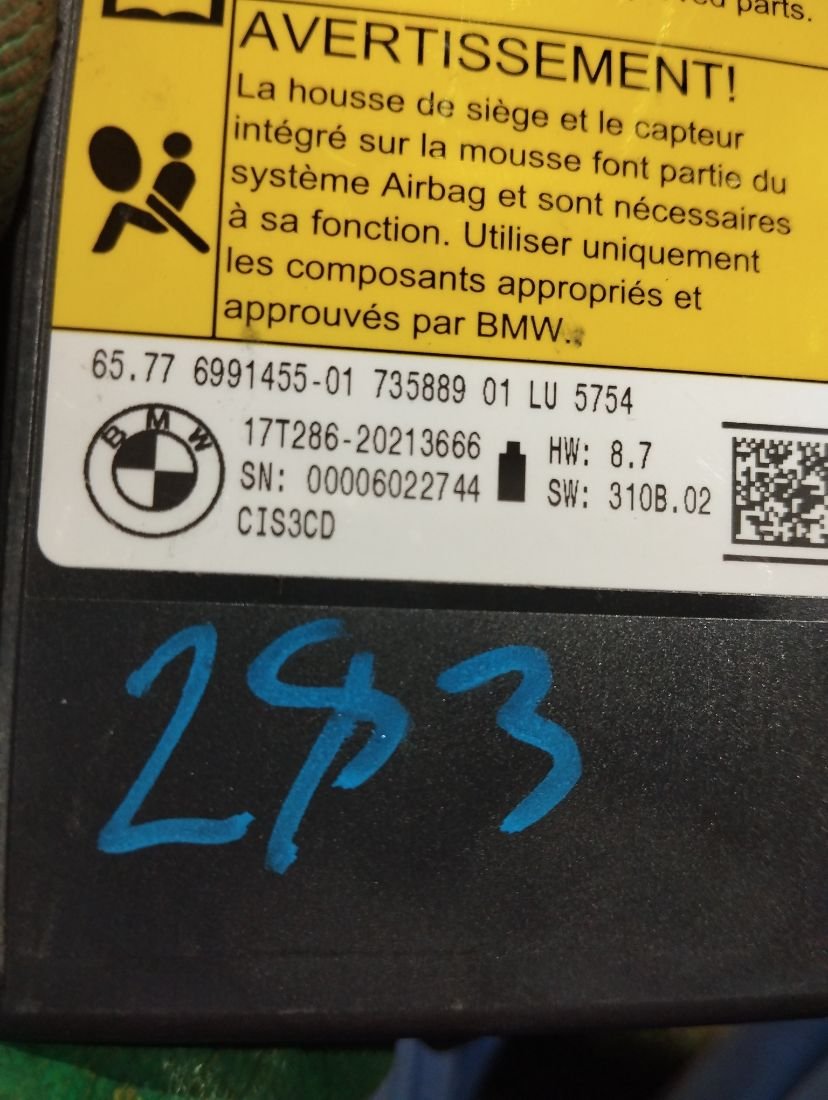 parts.
AVERTISSEMENT!
La housse de siège et le capteur
intégré sur la mousse font partie du
système Airbag et sont nécessaires
à sa fonction. Utiliser uniquement
les composants appropriés et
approuvés par BMW.
65.77 6991455-01 735889 01 LU 5754
BMW
17T286-20213666
HW: 8.7
SN: 00006022744
SW: 310B.02
CIS3CD
283